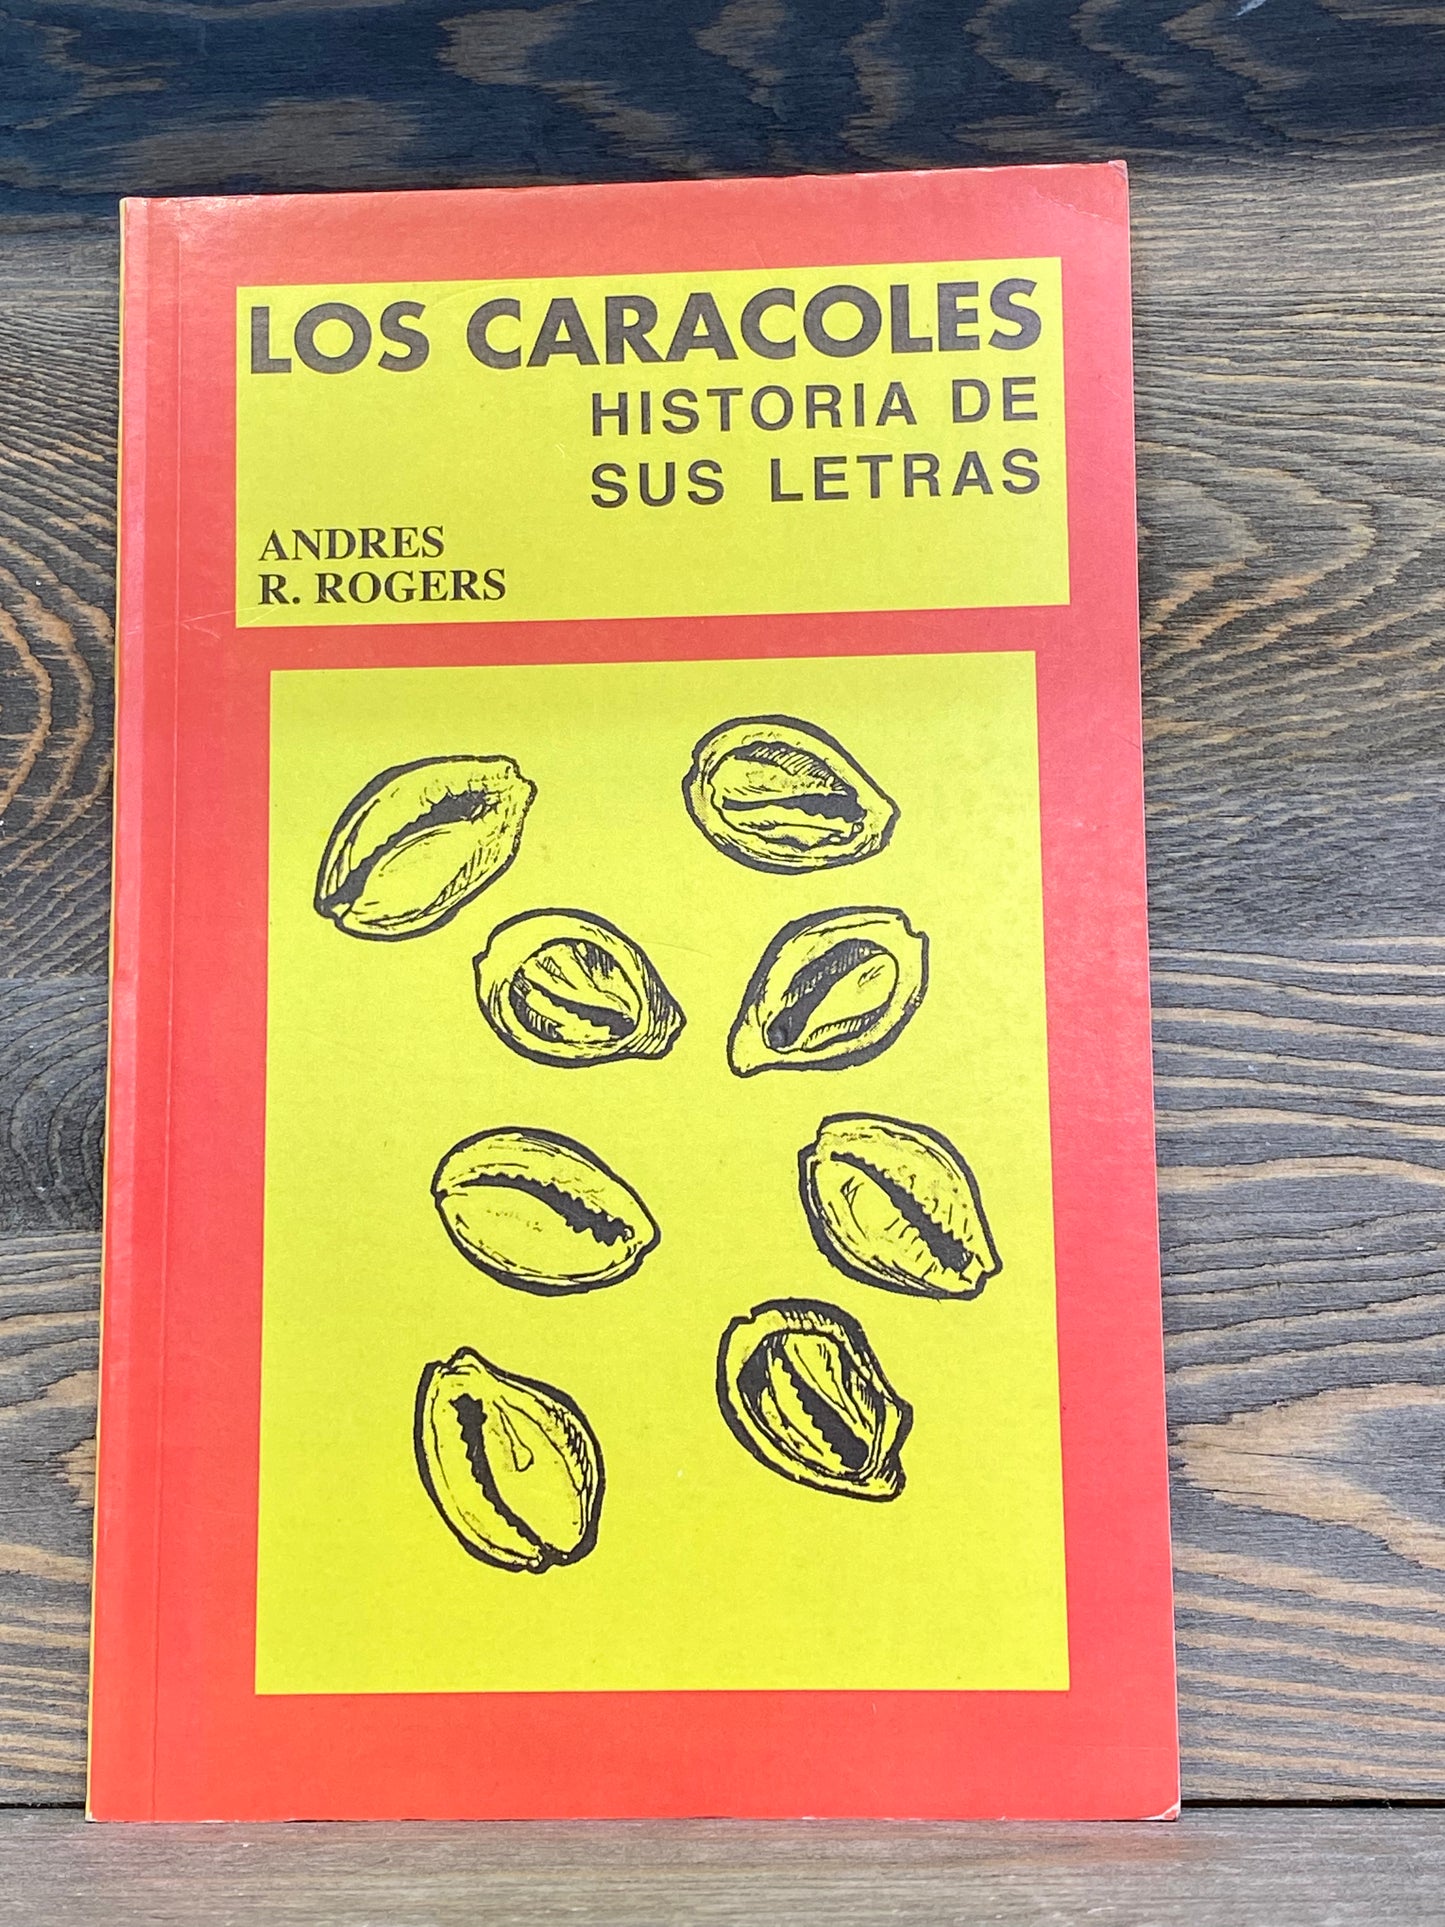 LOS CARACOLES
HISTORIA DE
SUS LETRAS
ANDRES
R. ROGERS